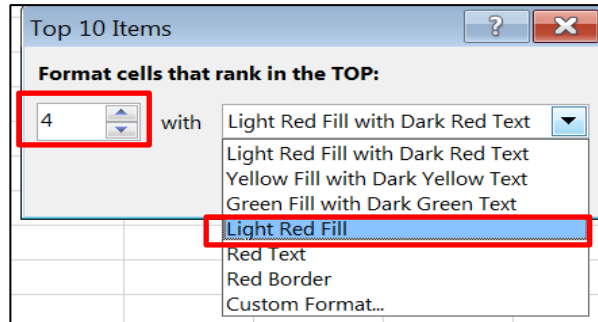 Top 10 Items
?
Format cells that rank in the TOP:
4 with Light Red Fill with Dark Red Text
Light Red Fill with Dark Red Text
Yellow Fill with Dark Yellow Text
Green Fill with Dark Green Text
Light Red Fill
Red Text
Red Border
Custom Format...